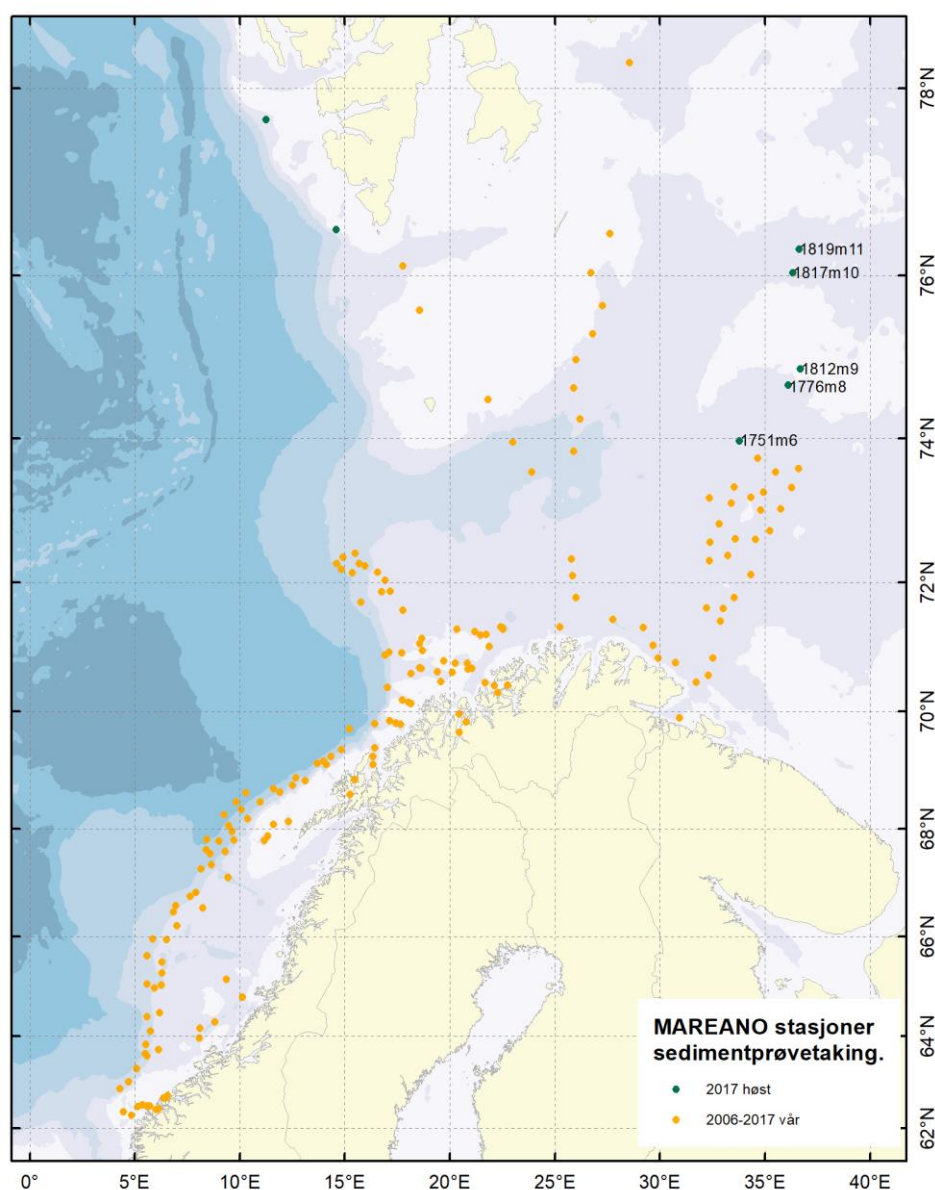 78°N
1819m11
1817m10
76°N
1812m9
1776m8
74°N
1751m6
72°N
70°N
68°N
66°N
MAREANO stasjoner
sedimentprøvetaking.
64°N
2017 høst
2006-2017 vår
62°N
0° 5°E 10°E 15°E 20°E 25°E 30°E 35°E 40°E